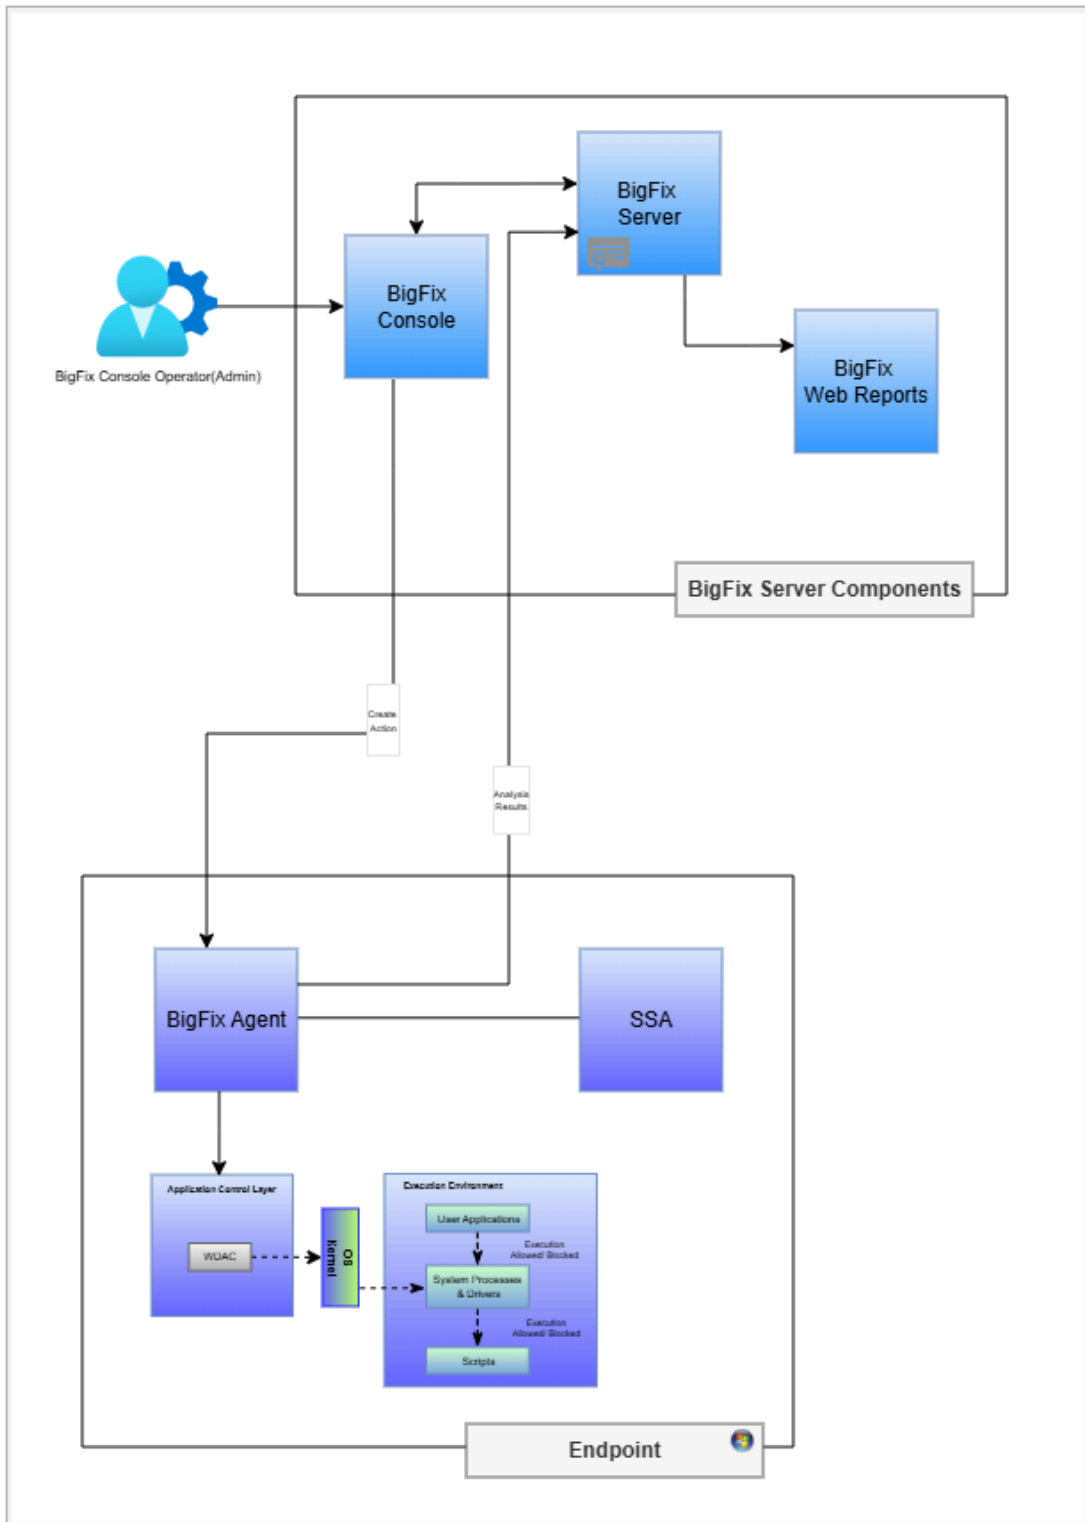 BigFix
Server
BigFix
Console
BigFix Console Operator(Admin)
BigFix
Web Reports
BigFix Server Components
Create
Action
Analysis
Results
BigFix Agent
SSA
Application Control Layer
WDAC
OS
Kernel
Execution Environment
User Applications
Execution
Allowed/ Blocked
System Processes
& Drivers
Execution
Allowed/ Blocked
Scripts
Endpoint